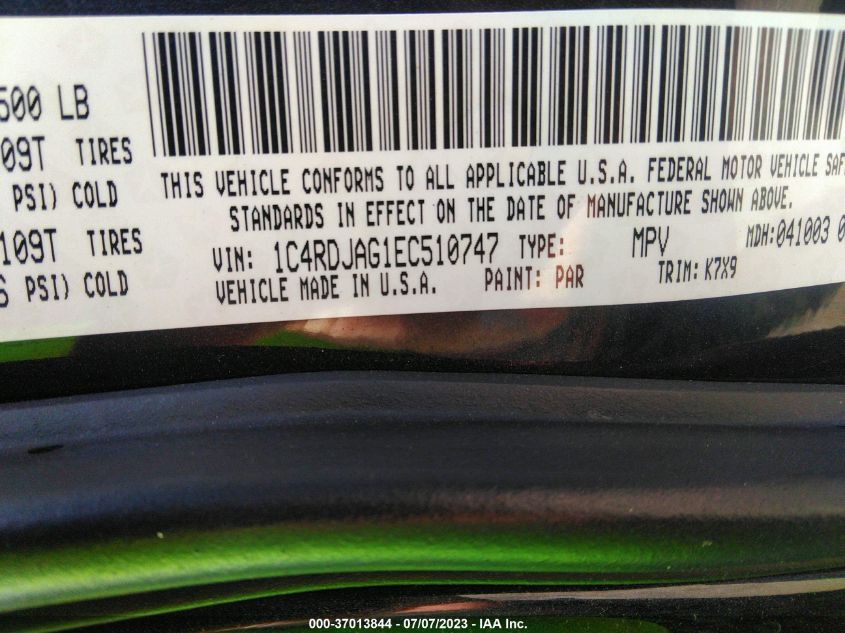 500 LB
09T TIRES
PSI) COLD
109T TIRES
PSI) COLD
THIS VEHICLE CONFORMS TO ALL APPLICABLE U.S.A. FEDERAL MOTOR VEHICLE SAF
STANDARDS IN EFFECT ON THE DATE OF MANUFACTURE SHOWN ABOVE.
VIN: 1C4RDJAG1EC510747 TYPE: MPV MDH:041003 0
VEHICLE MADE IN U.S.A. PAINT: PAR TRIM: K7X9
000-37013844 - 07/07/2023 - IAA Inc.